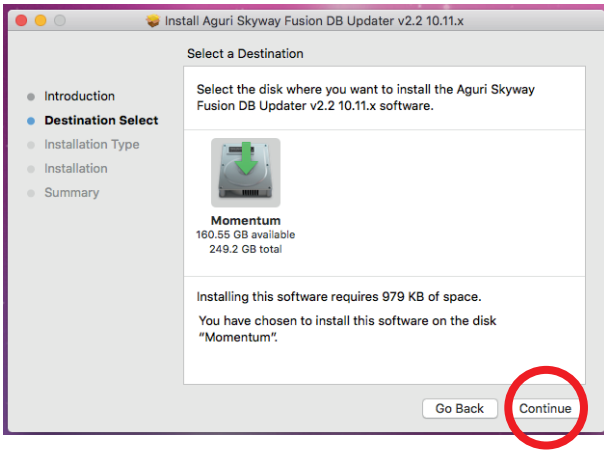 Install Aguri Skyway Fusion DB Updater v2.2 10.11.x
Select a Destination
Introduction
Destination Select
Installation Type
Installation
Summary
Select the disk where you want to install the Aguri Skyway
Fusion DB Updater v2.2 10.11.x software.
Momentum
160.55 GB available
249.2 GB total
Installing this software requires 979 KB of space.
You have chosen to install this software on the disk
“Momentum”.
Go Back
Continue